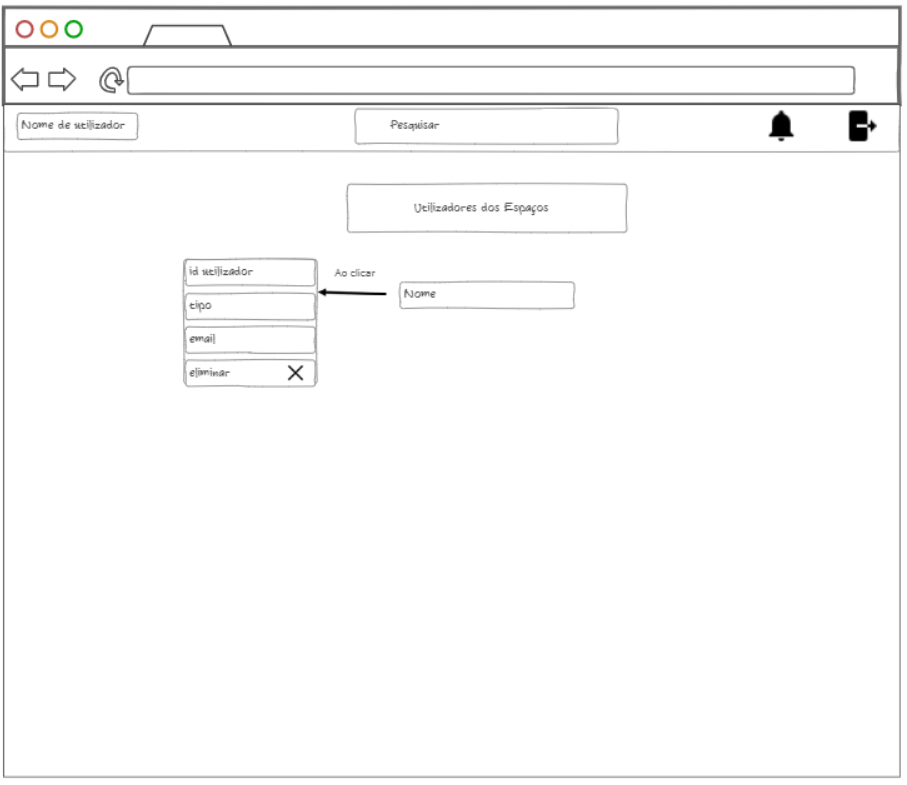 Nome de utilizador
Pesquisar
Utilizadores dos Espaços
id utilizador
Ao clicar
Nome
tipo
email
eliminar